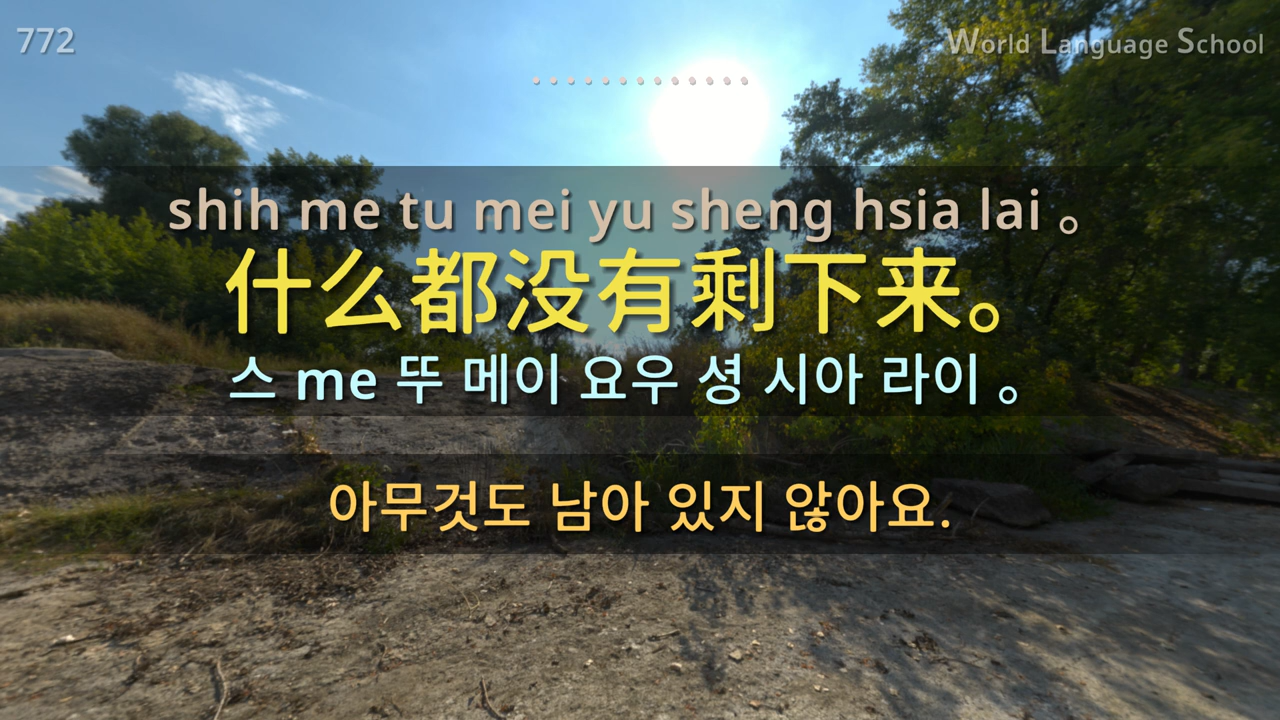 772
World Language School
shih me tu mei yu sheng hsia lai 。
什么都没有剩下来。
스 me 뚜 메이 요우 셩 시아 라이 。
아무것도 남아 있지 않아요.